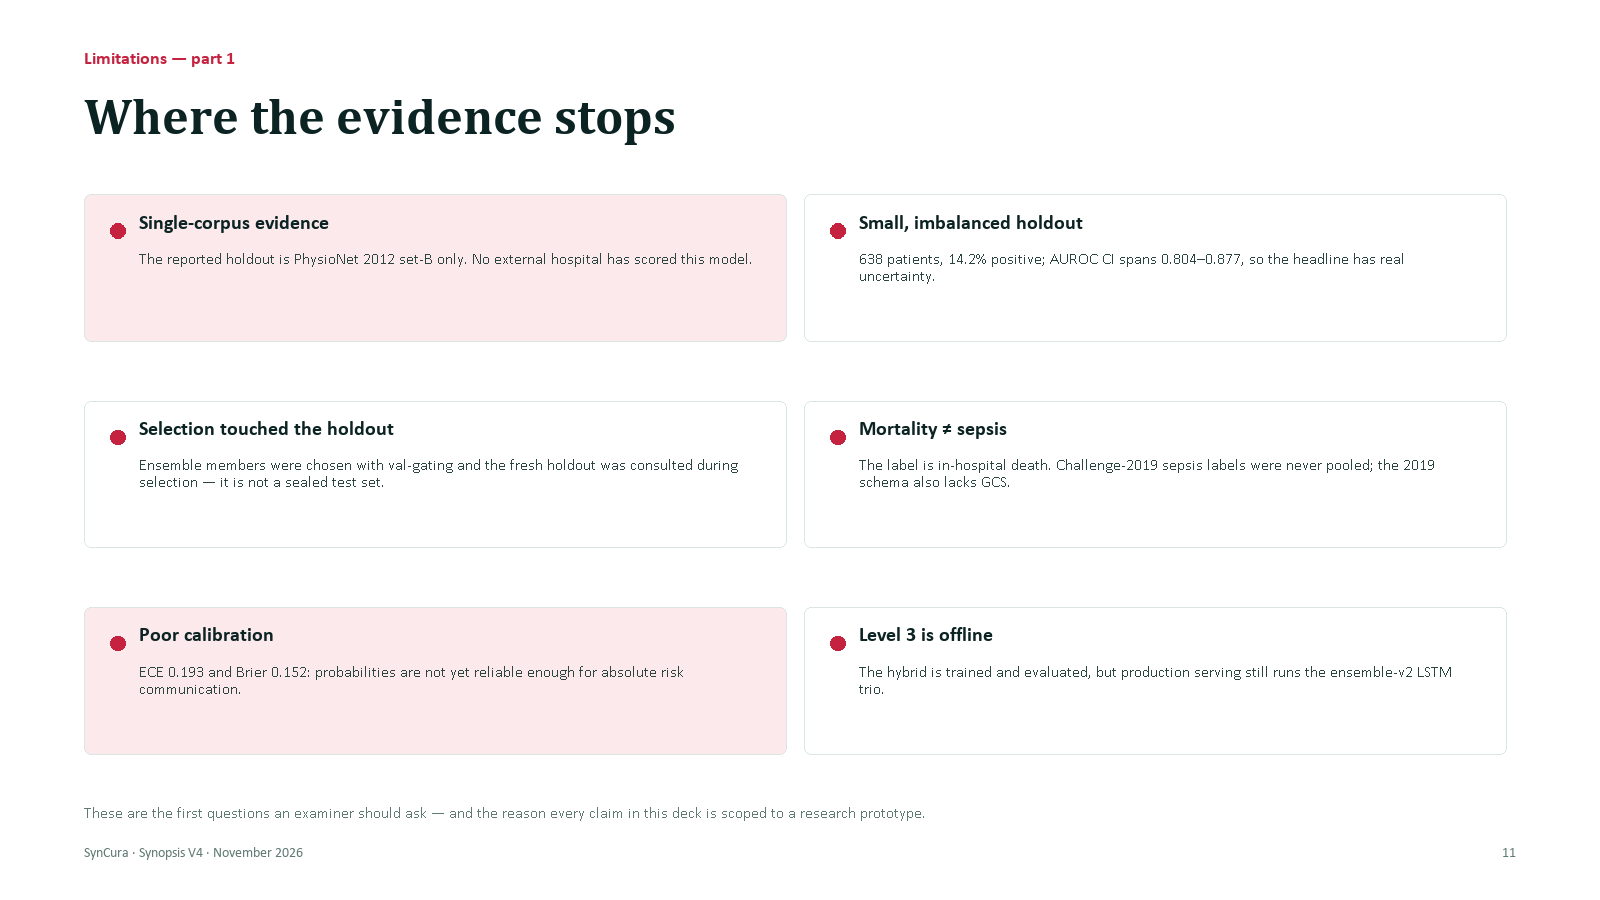 Limitations — part 1
Where the evidence stops
Single-corpus evidence
The reported holdout is PhysioNet 2012 set-B only. No external hospital has scored this model.
Small, imbalanced holdout
638 patients, 14.2% positive; AUROC CI spans 0.804–0.877, so the headline has real
uncertainty.
Selection touched the holdout
Ensemble members were chosen with val-gating and the fresh holdout was consulted during
selection — it is not a sealed test set.
Mortality ≠ sepsis
The label is in-hospital death. Challenge-2019 sepsis labels were never pooled; the 2019
schema also lacks GCS.
Poor calibration
ECE 0.193 and Brier 0.152: probabilities are not yet reliable enough for absolute risk
communication.
Level 3 is offline
The hybrid is trained and evaluated, but production serving still runs the ensemble-v2 LSTM
trio.
These are the first questions an examiner should ask — and the reason every claim in this deck is scoped to a research prototype.
SynCura · Synopsis V4 · November 2026
11